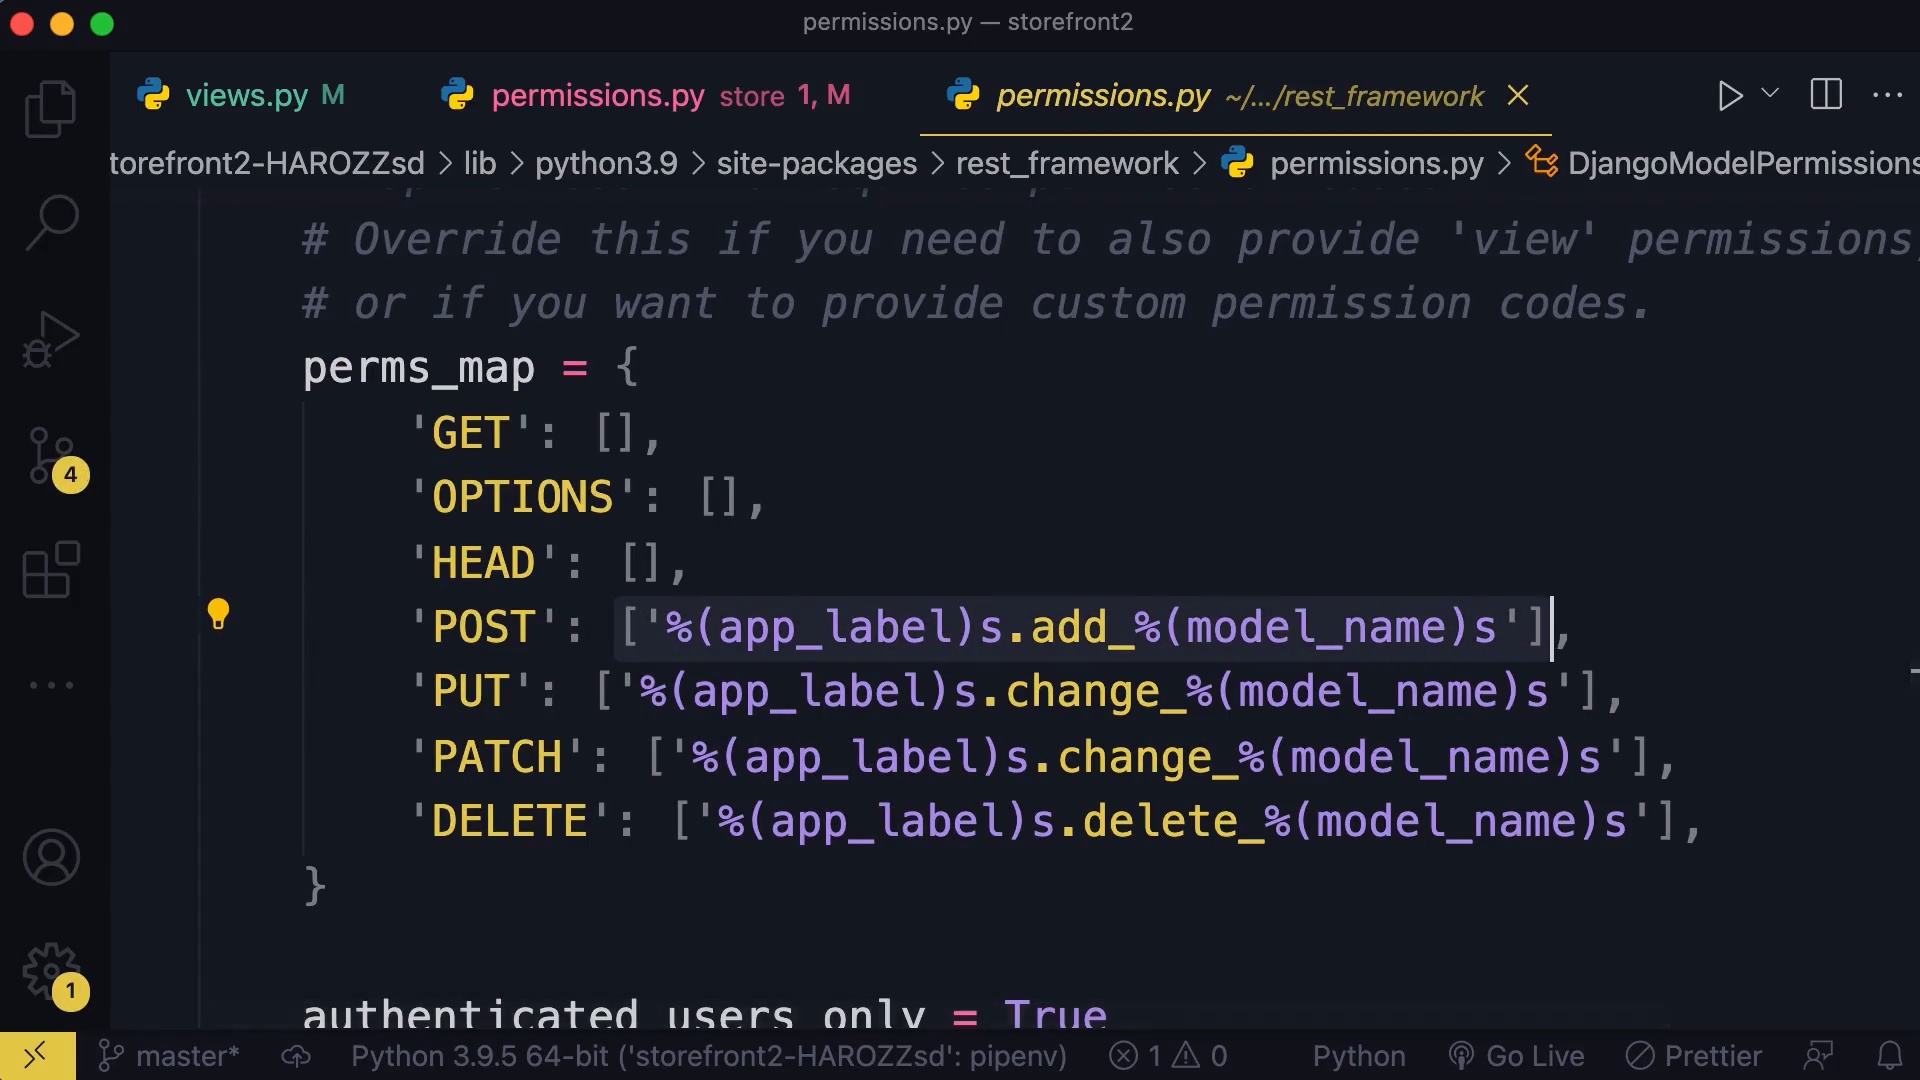 permissions.py — storefront2
views.py M permissions.py store 1, M permissions.py ~/.../rest_framework
torefront2-HAROZZsd > lib > python3.9 > site-packages > rest_framework > permissions.py > DjangoModelPermissions
# Override this if you need to also provide 'view' permissions,
# or if you want to provide custom permission codes.
perms_map = {
'GET': [],
'OPTIONS': [],
'HEAD': [],
'POST': ['%(app_label)s.add_%(model_name)s'],
'PUT': ['%(app_label)s.change_%(model_name)s'],
'PATCH': ['%(app_label)s.change_%(model_name)s'],
'DELETE': ['%(app_label)s.delete_%(model_name)s'],
}
authenticated_users_only = True
4
1
master* Python 3.9.5 64-bit ('storefront2-HAROZZsd': pipenv) 1 0 Python Go Live Prettier